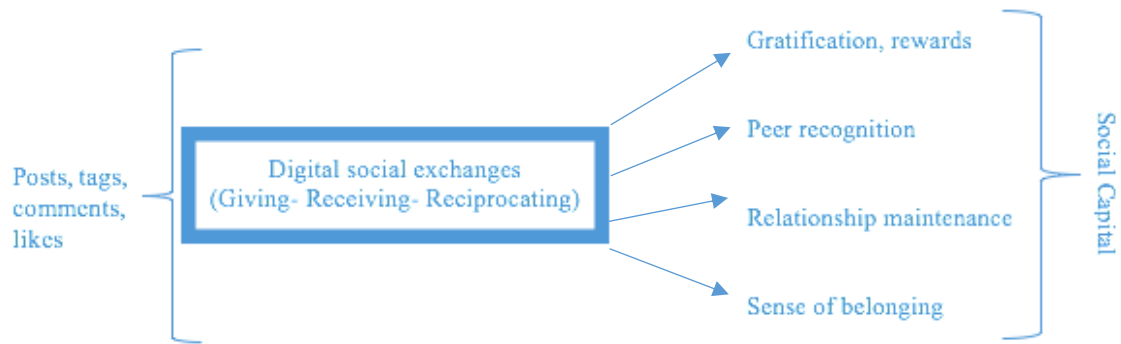 Posts, tags,
comments,
likes
Digital social exchanges
(Giving- Receiving- Reciprocating)
Gratification, rewards
Peer recognition
Relationship maintenance
Sense of belonging
Social Capital